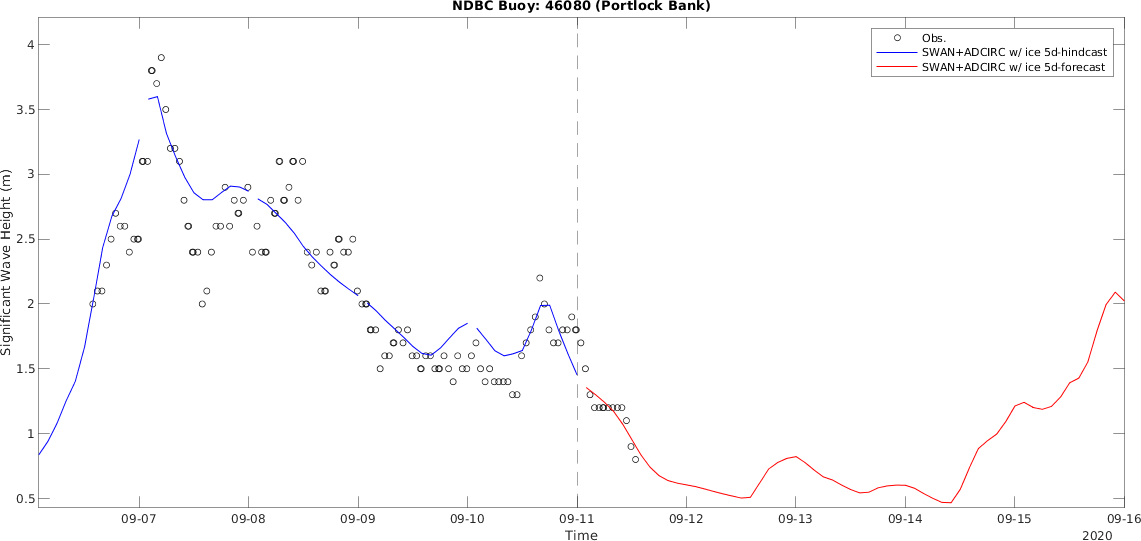 NDBC Buoy: 46080 (Portlock Bank)
Obs.
SWAN+ADCIRC w/ ice 5d-hindcast
SWAN+ADCIRC w/ ice 5d-forecast
Significant Wave Height (m)
4
3.5
3
2.5
2
1.5
1
0.5
09-07 09-08 09-09 09-10 09-11 09-12 09-13 09-14 09-15 09-16
Time
2020